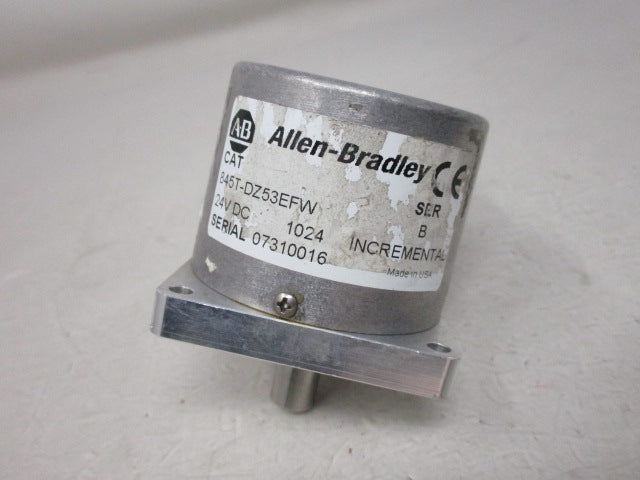 AB Allen-Bradley CE
CAT SER
845T-DZ53EFW B
24V DC 1024 INCREMENTAL
SERIAL 07310016
Made in USA